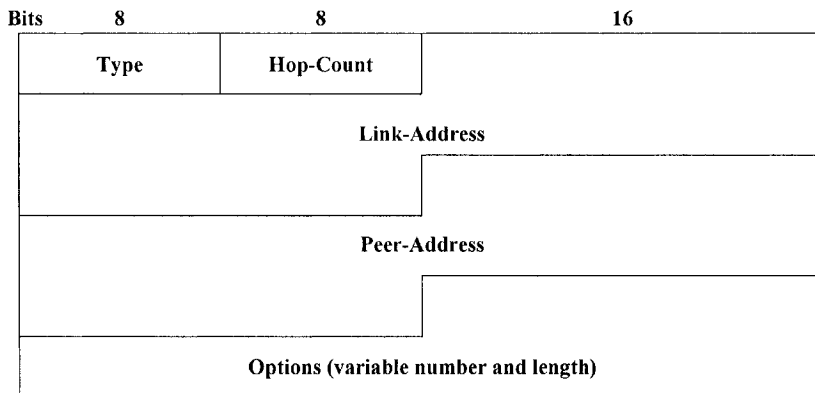 Bits 8 8 16
Type Hop-Count
Link-Address
Peer-Address
Options (variable number and length)